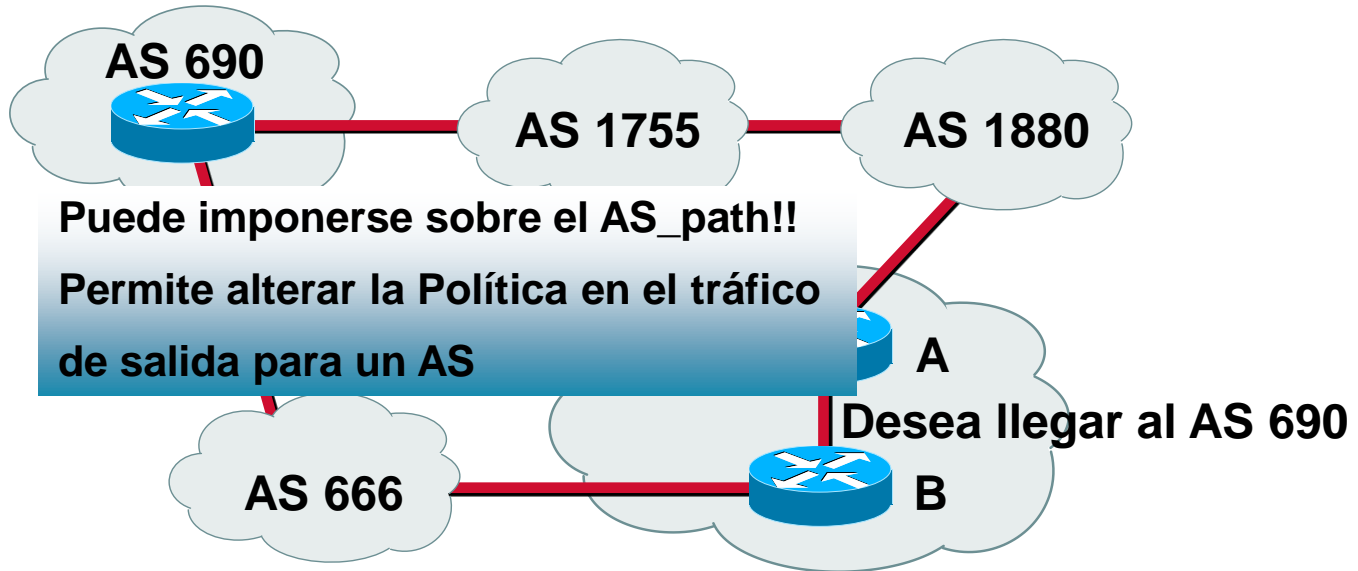 AS 690
AS 1755
AS 1880
Puede imponerse sobre el AS_path!!
Permite alterar la Política en el tráfico
de salida para un AS
A
Desea llegar al AS 690
AS 666
B